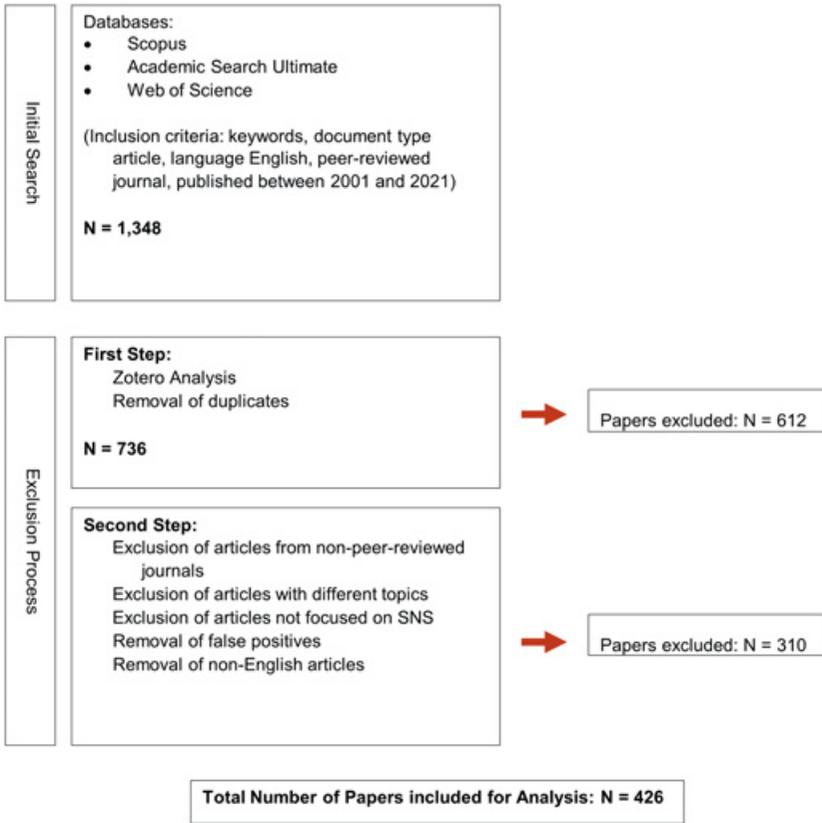 Initial Search
Databases:
• Scopus
• Academic Search Ultimate
• Web of Science
(Inclusion criteria: keywords, document type
article, language English, peer-reviewed
journal, published between 2001 and 2021)
N = 1,348
Exclusion Process
First Step:
Zotero Analysis
Removal of duplicates
N = 736
Papers excluded: N = 612
Second Step:
Exclusion of articles from non-peer-reviewed
journals
Exclusion of articles with different topics
Exclusion of articles not focused on SNS
Removal of false positives
Removal of non-English articles
Papers excluded: N = 310
Total Number of Papers included for Analysis: N = 426